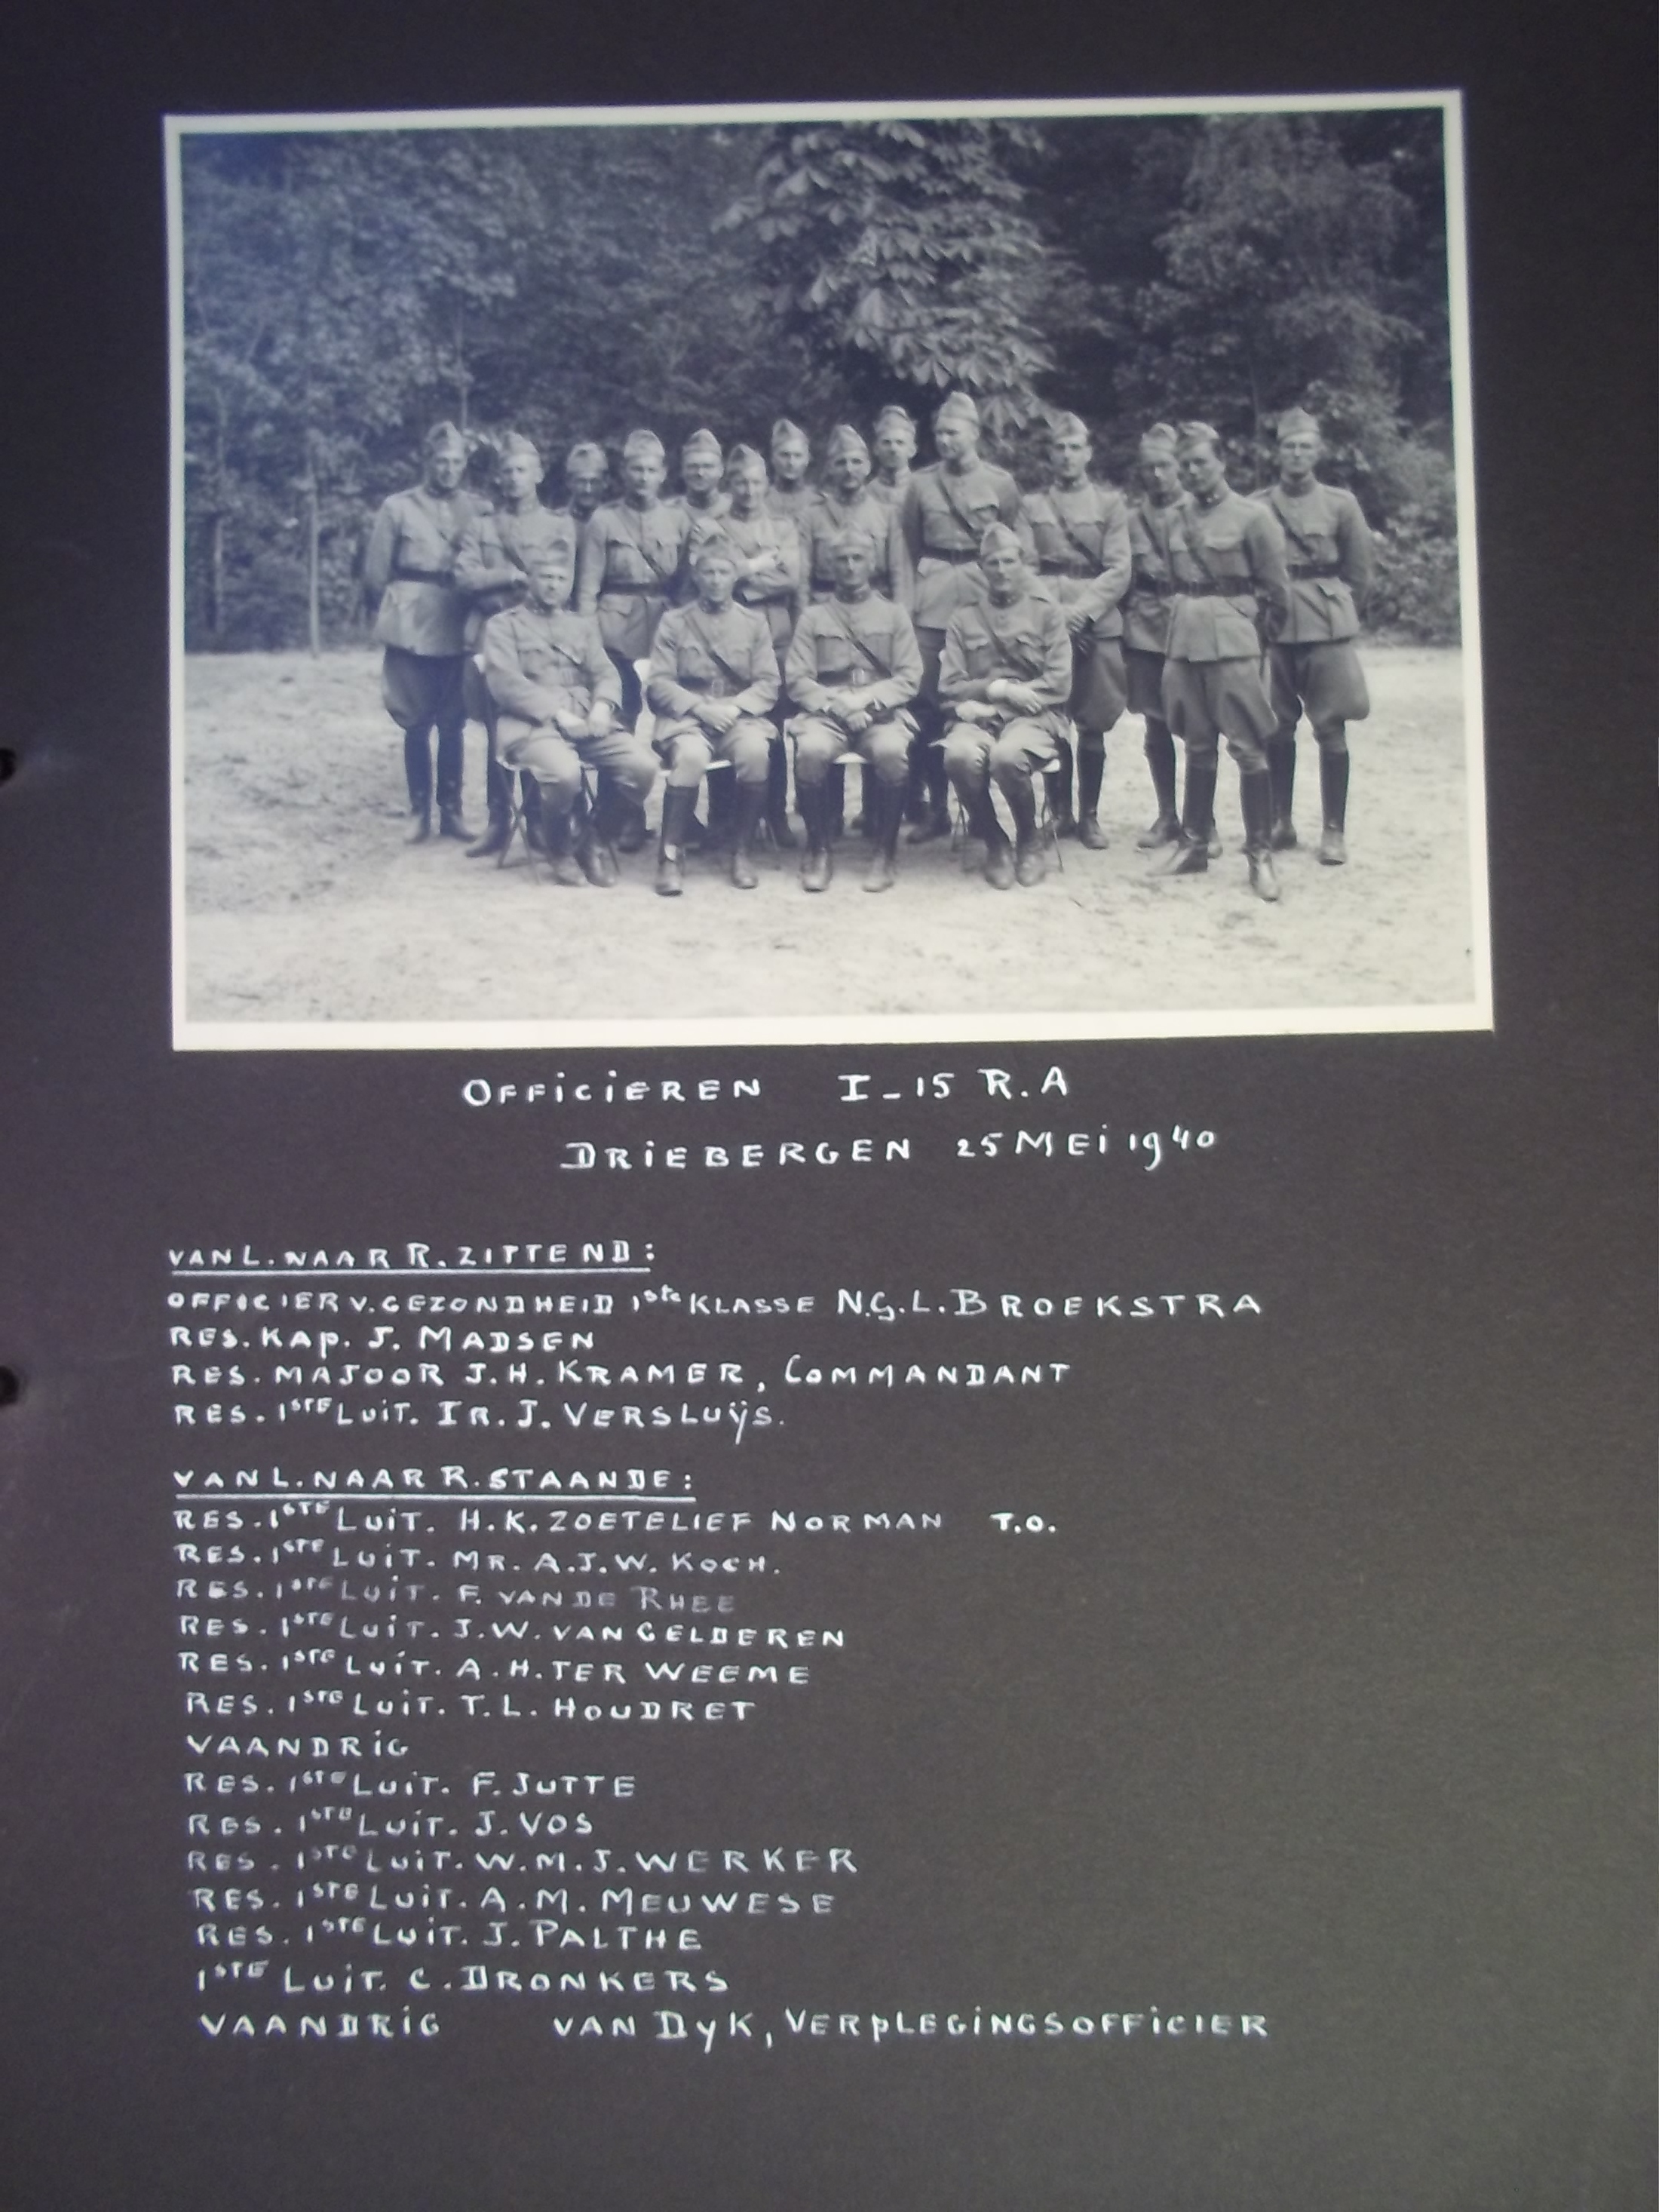 OFFICIEREN I-15 R.A
DRIEBERGEN 25 MEI 1940
VAN L. NAAR R. ZITTEND:
OFFICIER V. GEZONDHEID 1ste KLASSE N.G.L. BROEKSTRA
RES. KAP. J. MADSEN
RES. MAJOOR J.H. KRAMER, COMMANDANT
RES. 1STE LUIT. IR. J. VERSLUŸS.
VAN L. NAAR R. STAANDE:
RES. 1STE LUIT. H.K. ZOETELIEF NORMAN T.O.
RES. 1STE LUIT. MR. A.J.W. KOCH.
RES. 1STE LUIT. F. VAN DE RHEE
RES. 1STE LUIT. J.W. VAN GELDEREN
RES. 1STE LUIT. A.H. TER WEEME
RES. 1STE LUIT. T.L. HOUDRET
VAANDRIG
RES. 1STE LUIT. F. JUTTE
RES. 1STE LUIT. J. VOS
RES. 1STE LUIT. W.M.J. WERKER
RES. 1STE LUIT. A.M. MEUWESE
RES. 1STE LUIT. J. PALTHE
1STE LUIT. C. DRONKERS
VAANDRIG VAN DYK, VERPLEGINGSOFFICIER